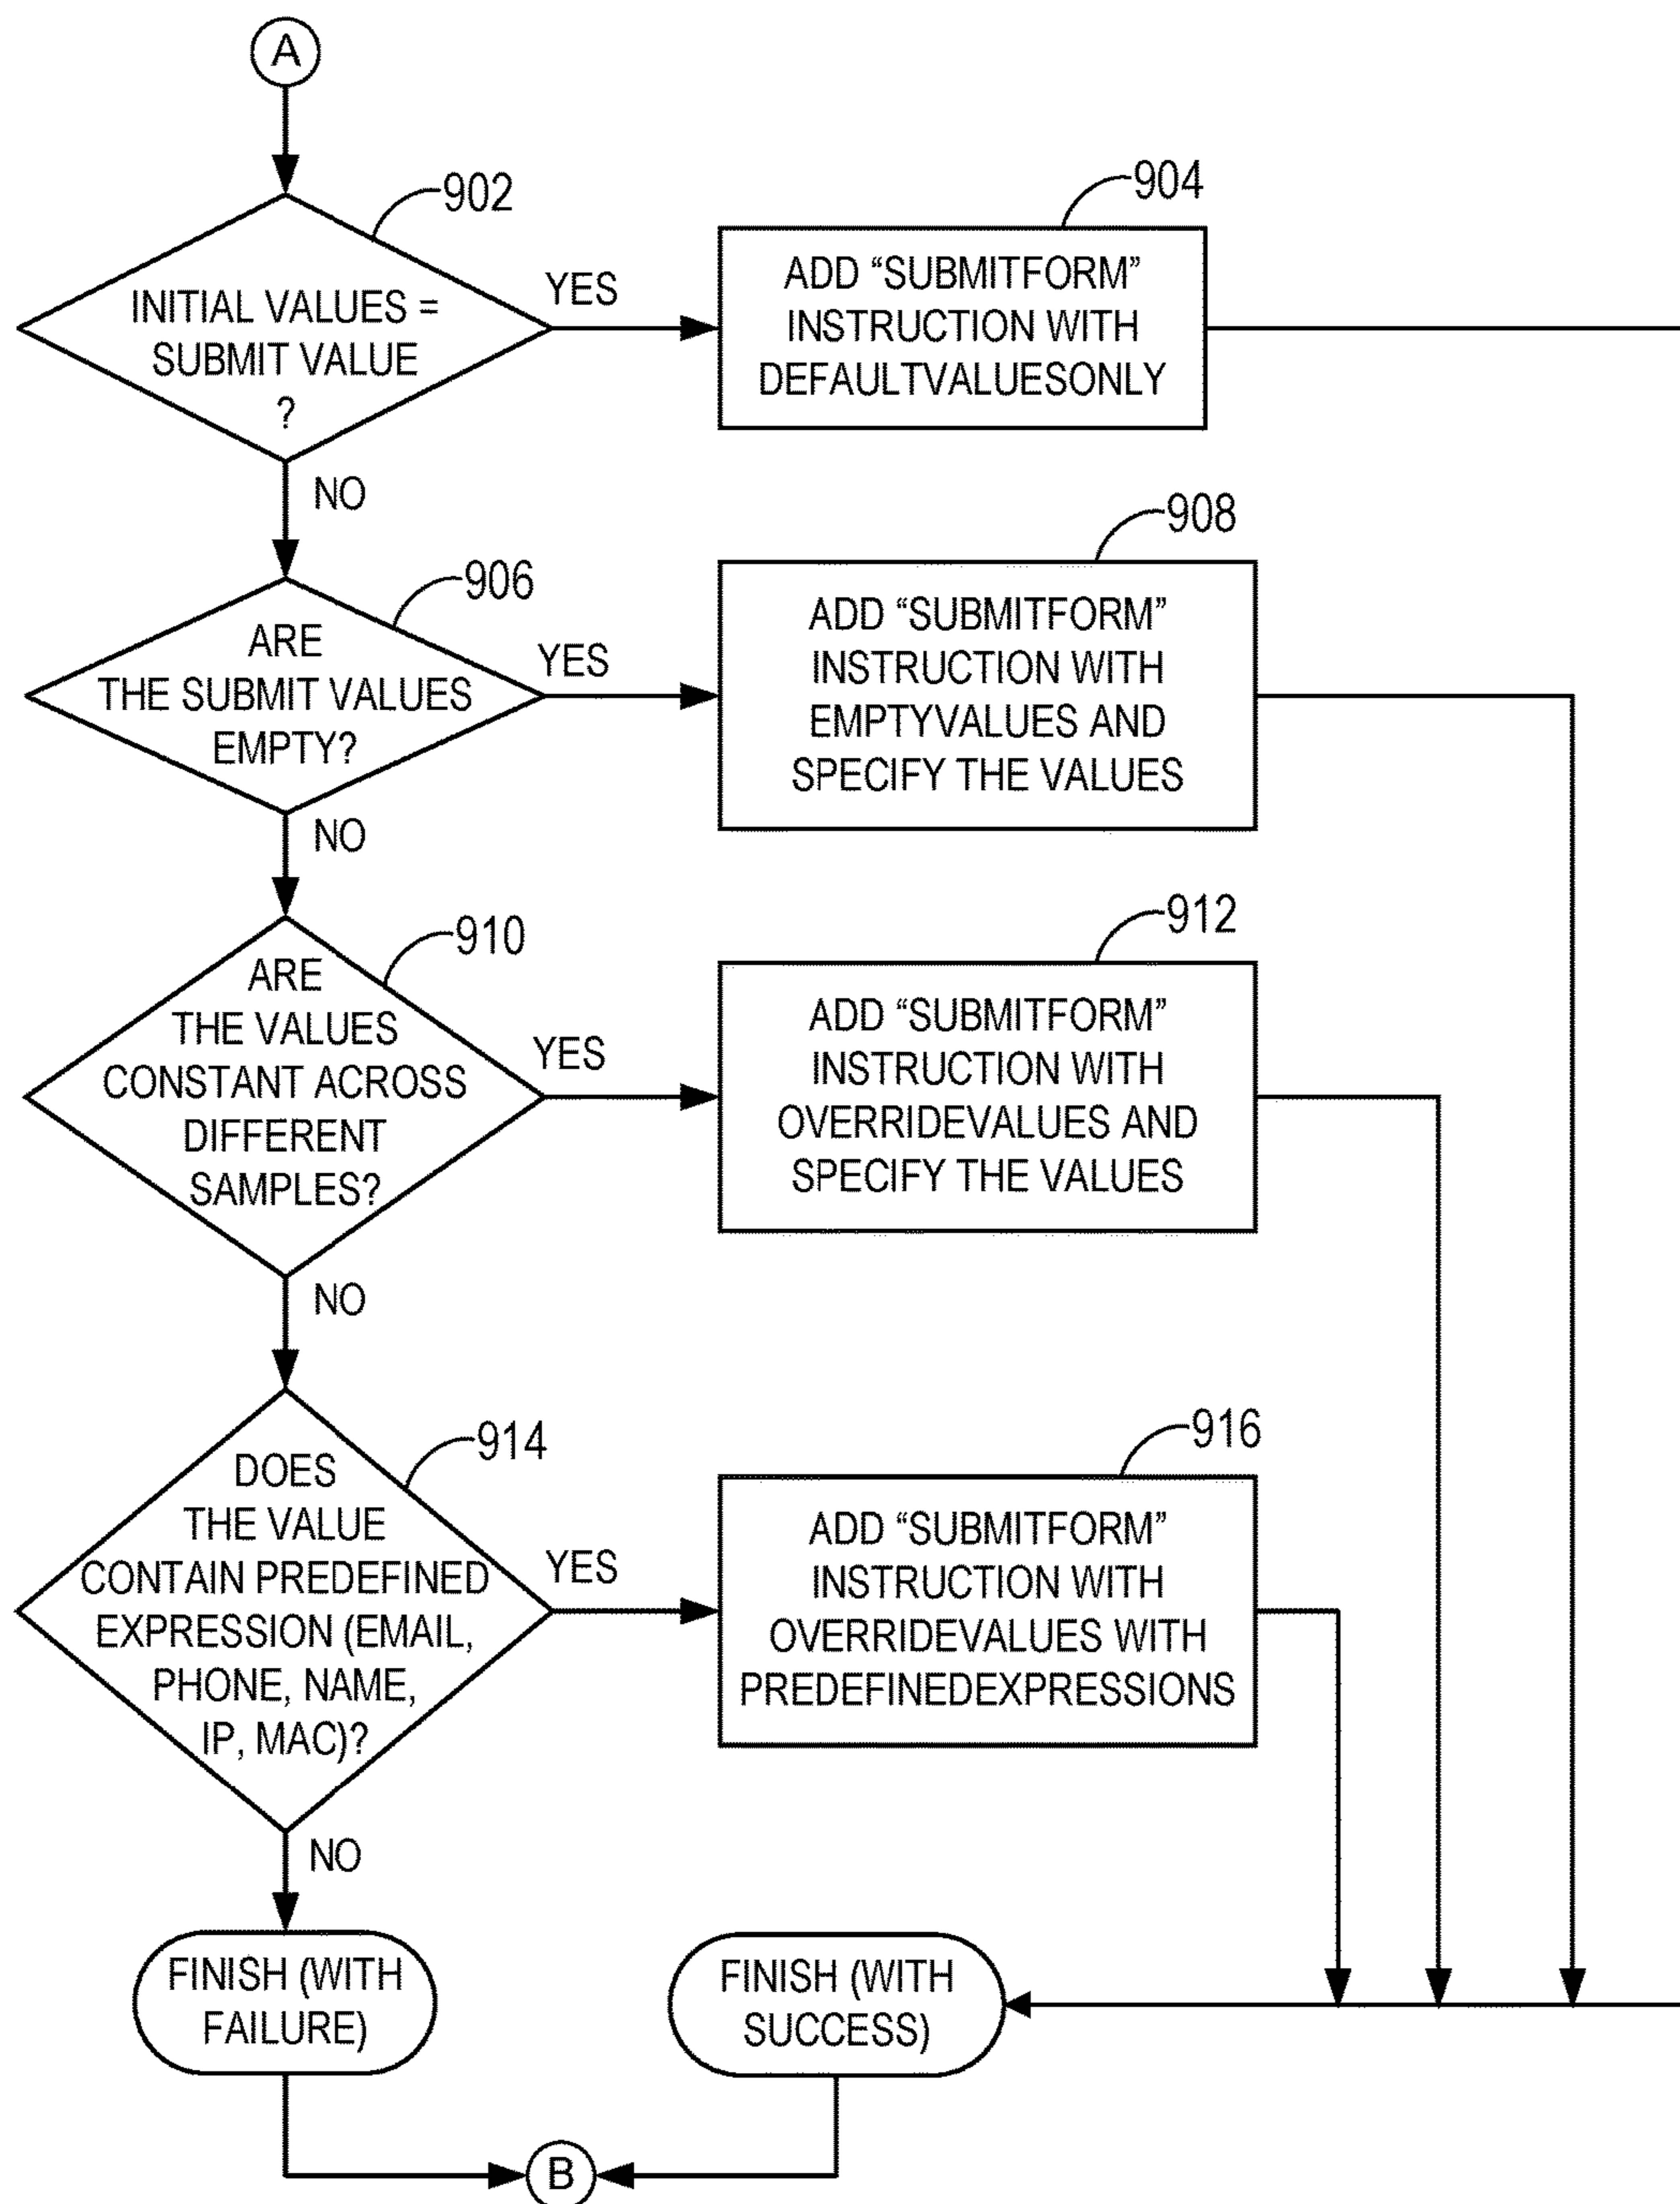 A
902
INITIAL VALUES =
SUBMIT VALUE
?
YES
904
ADD “SUBMITFORM”
INSTRUCTION WITH
DEFAULTVALUESONLY
NO
906
ARE
THE SUBMIT VALUES
EMPTY?
YES
908
ADD “SUBMITFORM”
INSTRUCTION WITH
EMPTYVALUES AND
SPECIFY THE VALUES
NO
910
ARE
THE VALUES
CONSTANT ACROSS
DIFFERENT
SAMPLES?
YES
912
ADD “SUBMITFORM”
INSTRUCTION WITH
OVERRIDEVALUES AND
SPECIFY THE VALUES
NO
914
DOES
THE VALUE
CONTAIN PREDEFINED
EXPRESSION (EMAIL,
PHONE, NAME,
IP, MAC)?
YES
916
ADD “SUBMITFORM”
INSTRUCTION WITH
OVERRIDEVALUES WITH
PREDEFINEDEXPRESSIONS
NO
FINISH (WITH
FAILURE)
FINISH (WITH
SUCCESS)
B